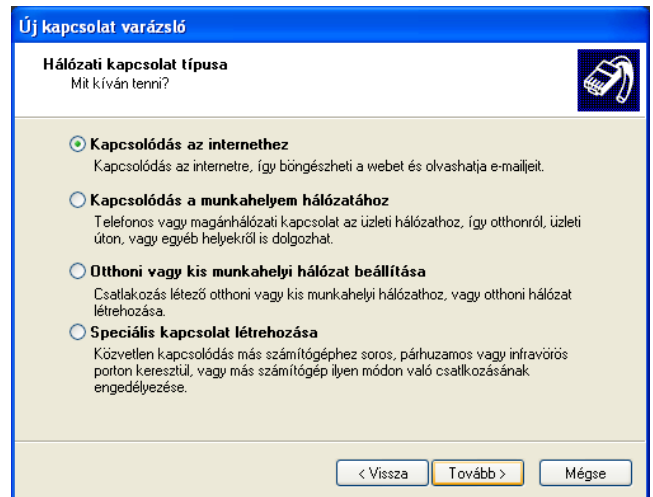 Új kapcsolat varázsló
Hálózati kapcsolat típusa
Mit kíván tenni?
Kapcsolódás az internethez
Kapcsolódás az internetre, így böngészheti a webet és olvashatja e-mailjeit.
Kapcsolódás a munkahelyem hálózatához
Telefonos vagy magánhálózati kapcsolat az üzleti hálózathoz, így otthonról, üzleti
úton, vagy egyéb helyekről is dolgozhat.
Otthoni vagy kis munkahelyi hálózat beállítása
Csatlakozás létező otthoni vagy kis munkahelyi hálózathoz, vagy otthoni hálózat
létrehozása.
Speciális kapcsolat létrehozása
Közvetlen kapcsolódás más számítógéphez soros, párhuzamos vagy infravörös
porton keresztül, vagy más számítógép ilyen módon való csatlkozásának
engedélyezése.
< Vissza Tovább > Mégse